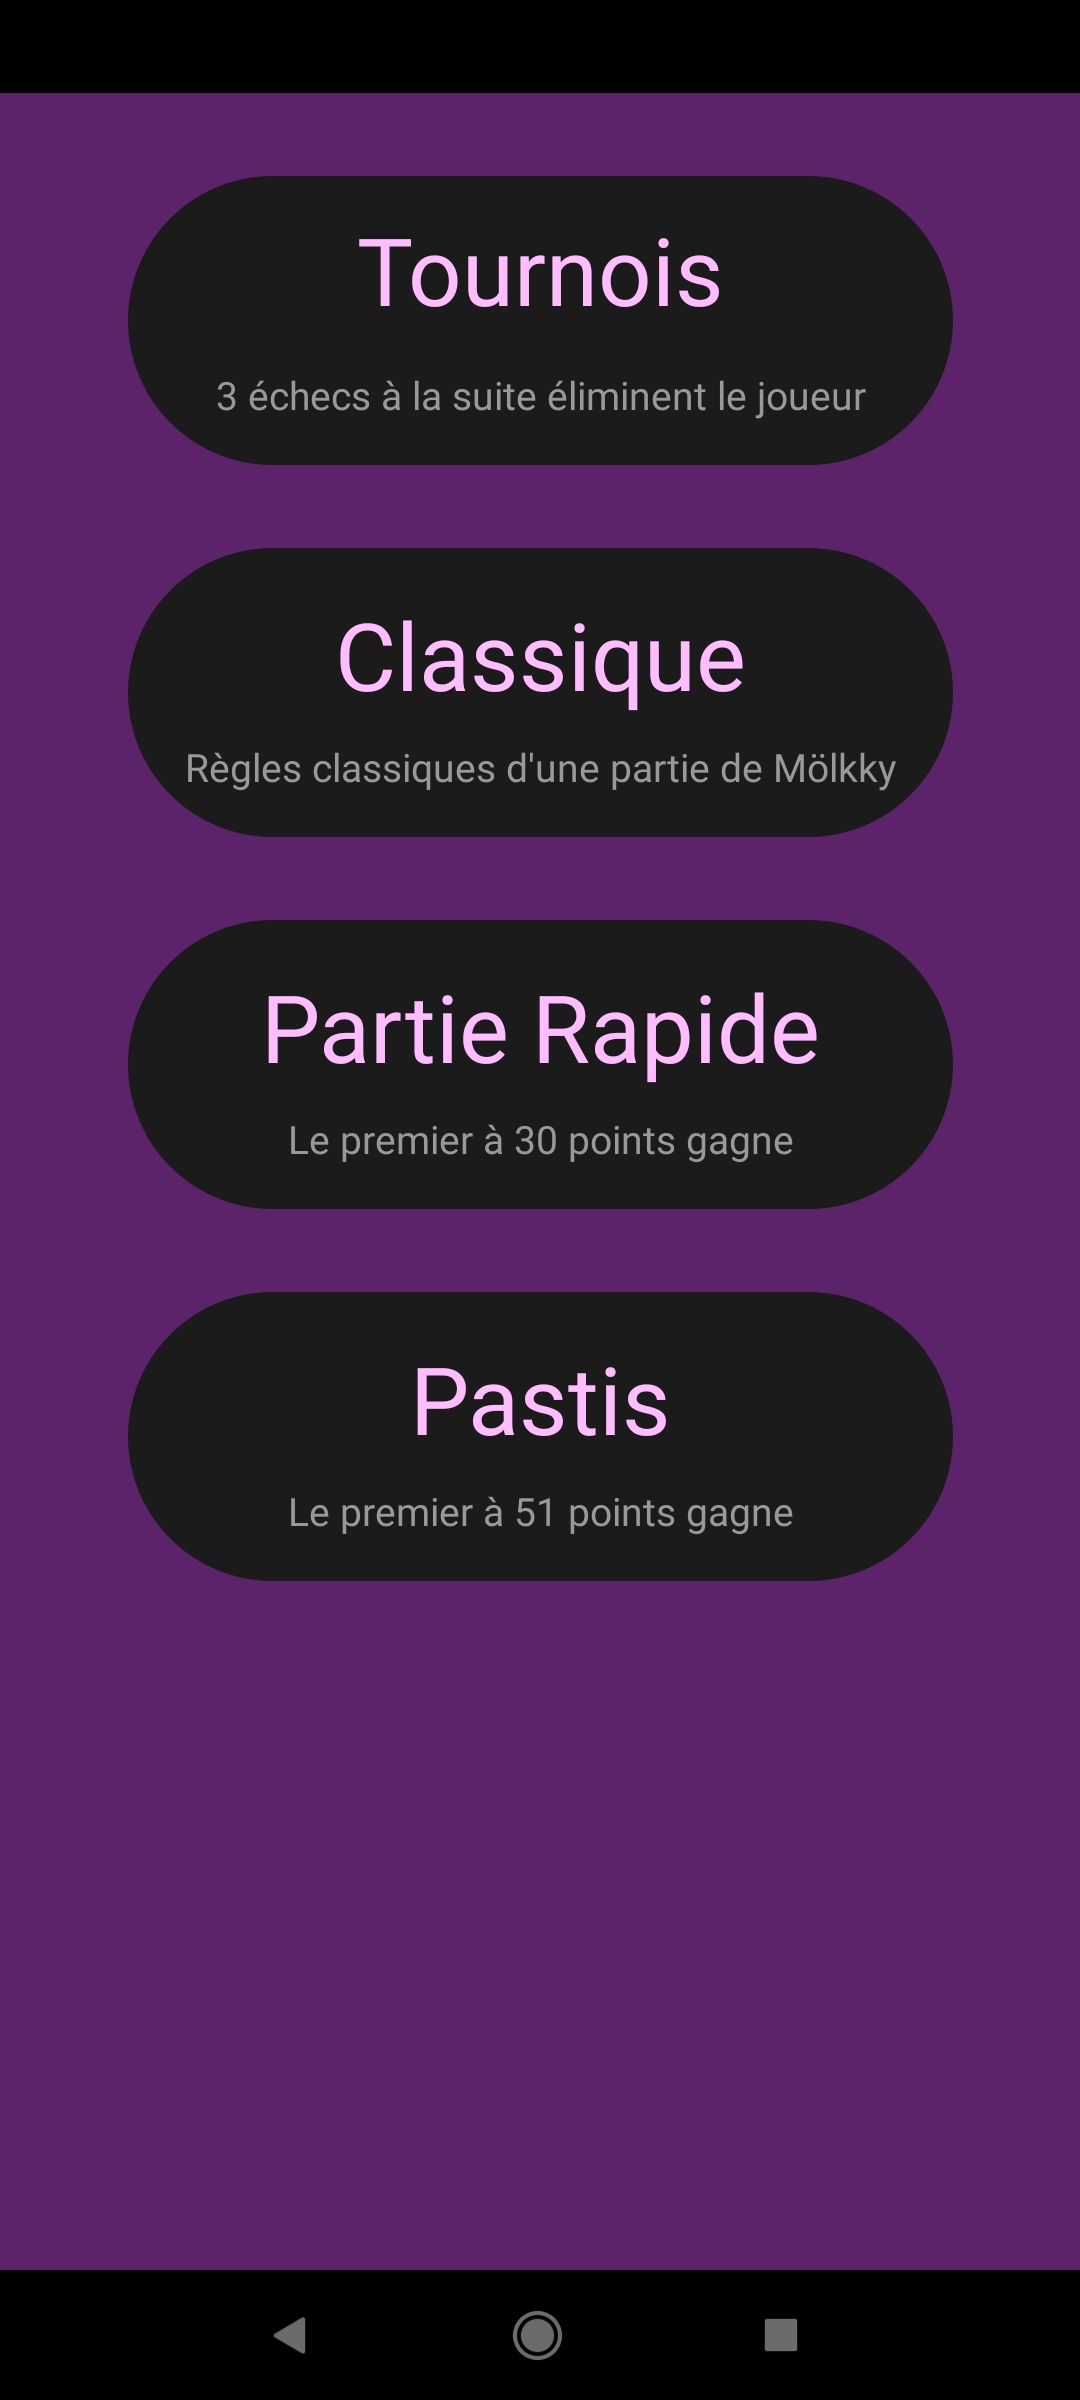 Tournois
3 échecs à la suite éliminent le joueur
Classique
Règles classiques d'une partie de Mölkky
Partie Rapide
Le premier à 30 points gagne
Pastis
Le premier à 51 points gagne